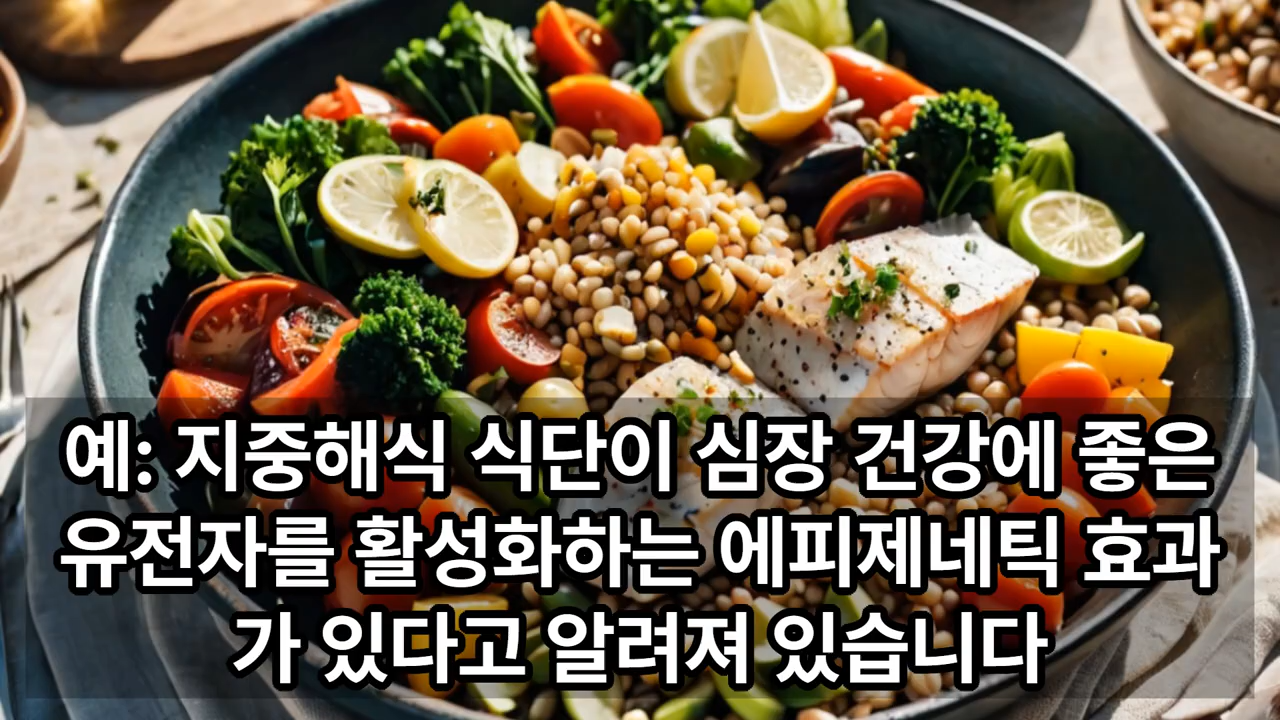 예: 지중해식 식단이 심장 건강에 좋은
유전자를 활성화하는 에피제네틱 효과
가 있다고 알려져 있습니다